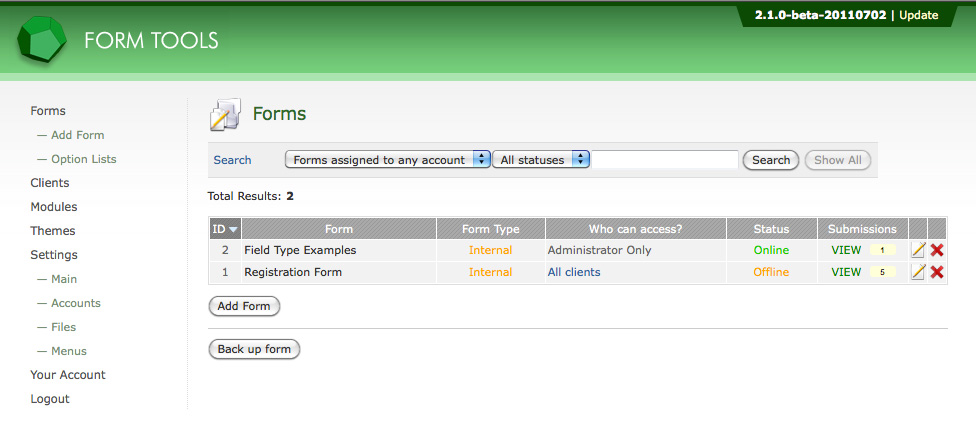 2.1.0-beta-20110702 | Update
FORM TOOLS
Forms
— Add Form
— Option Lists
Clients
Modules
Themes
Settings
— Main
— Accounts
— Files
— Menus
Your Account
Logout
Forms
Search Forms assigned to any account All statuses Search Show All
Total Results: 2
ID Form Form Type Who can access? Status Submissions
2 Field Type Examples Internal Administrator Only Online VIEW 1
1 Registration Form Internal All clients Offline VIEW 5
Add Form
Back up form